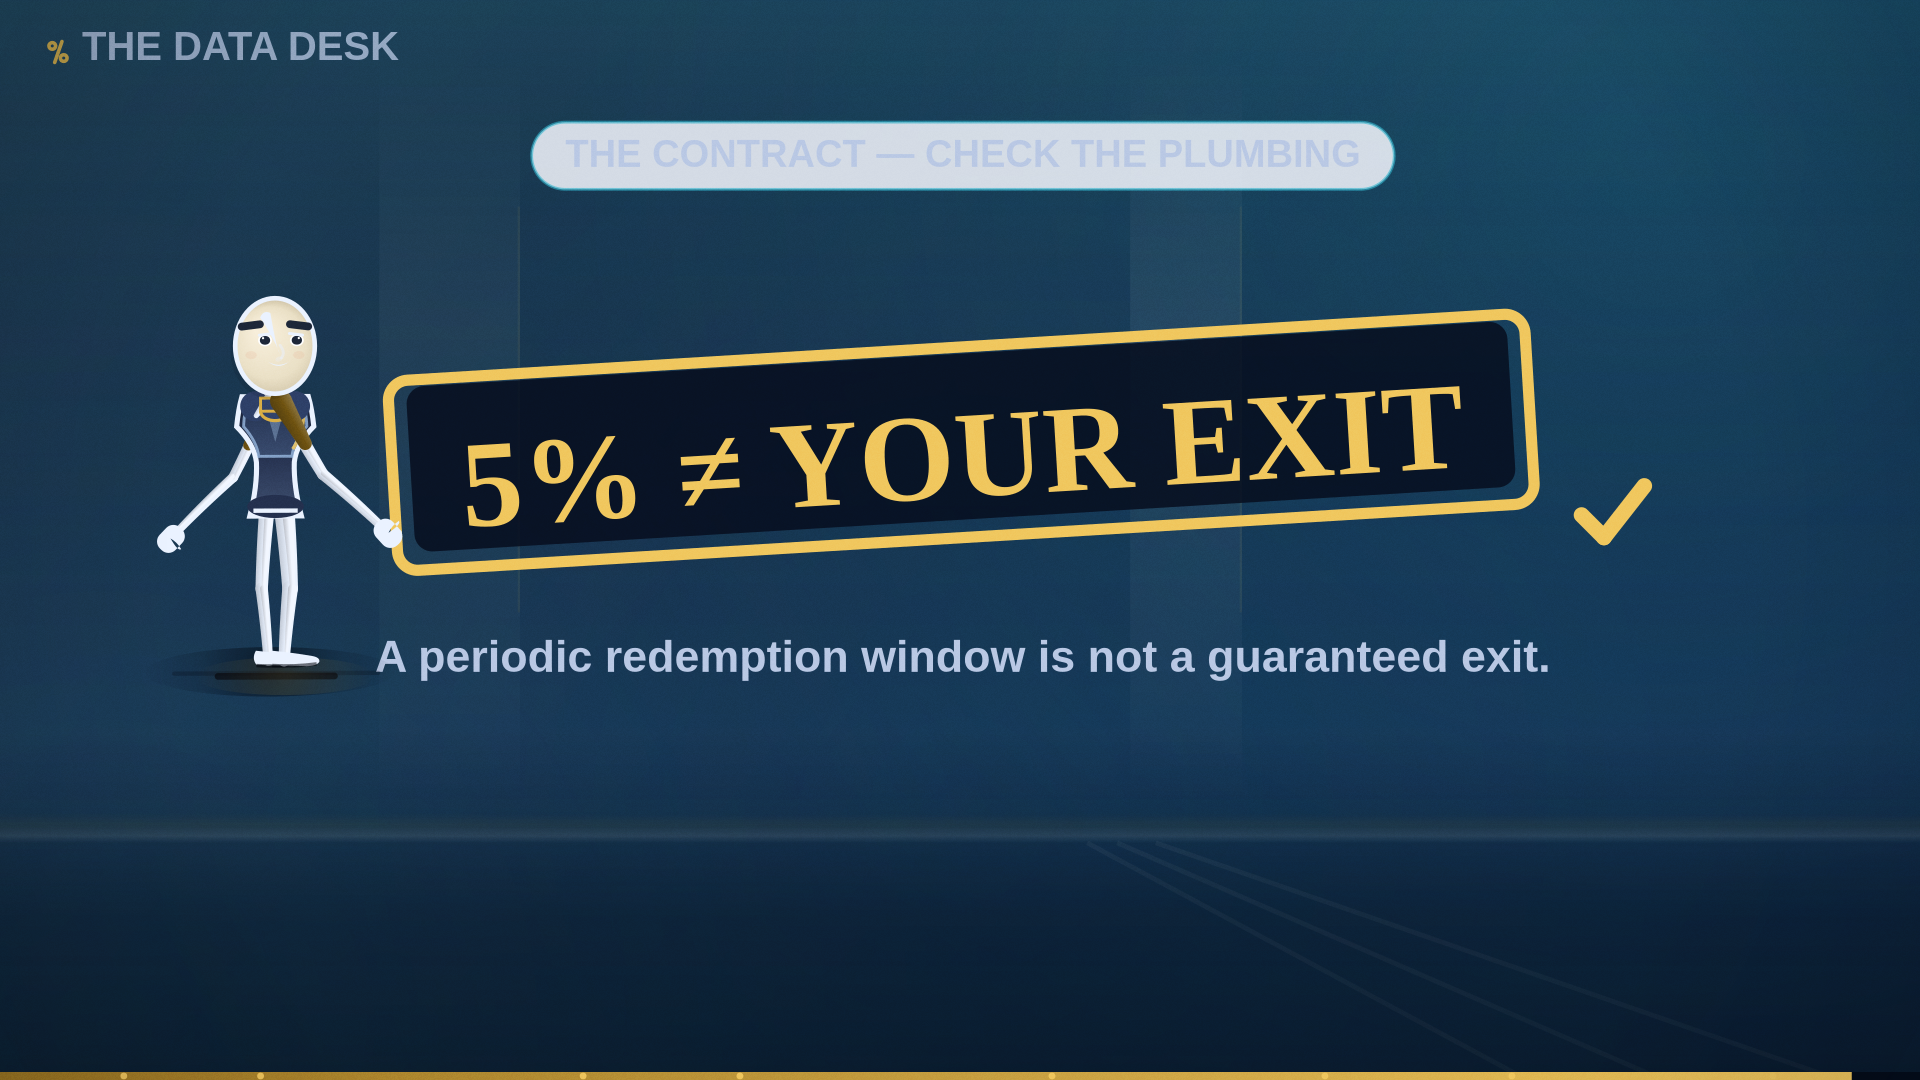 % THE DATA DESK
THE CONTRACT — CHECK THE PLUMBING
5% ≠ YOUR EXIT
A periodic redemption window is not a guaranteed exit.